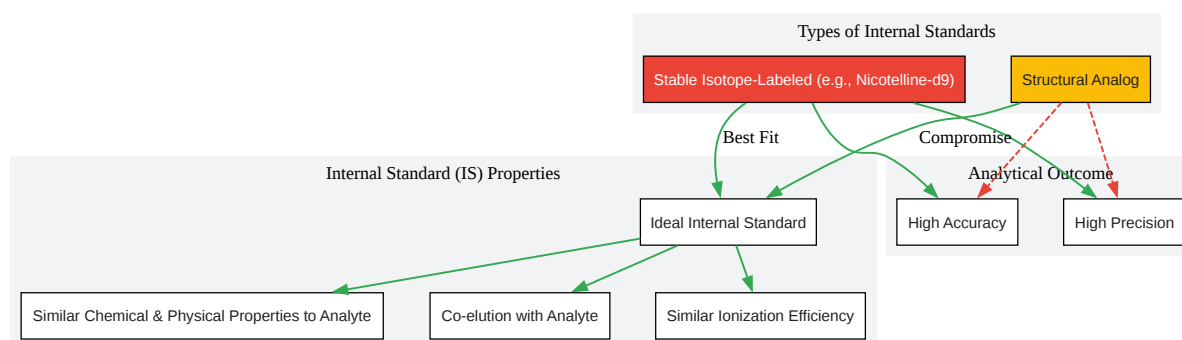 Types of Internal Standards
Stable Isotope-Labeled (e.g., Nicotelline-d9)
Structural Analog
Best Fit
Compromise
Internal Standard (IS) Properties
Analytical Outcome
Ideal Internal Standard
High Accuracy
High Precision
Similar Chemical & Physical Properties to Analyte
Co-elution with Analyte
Similar Ionization Efficiency